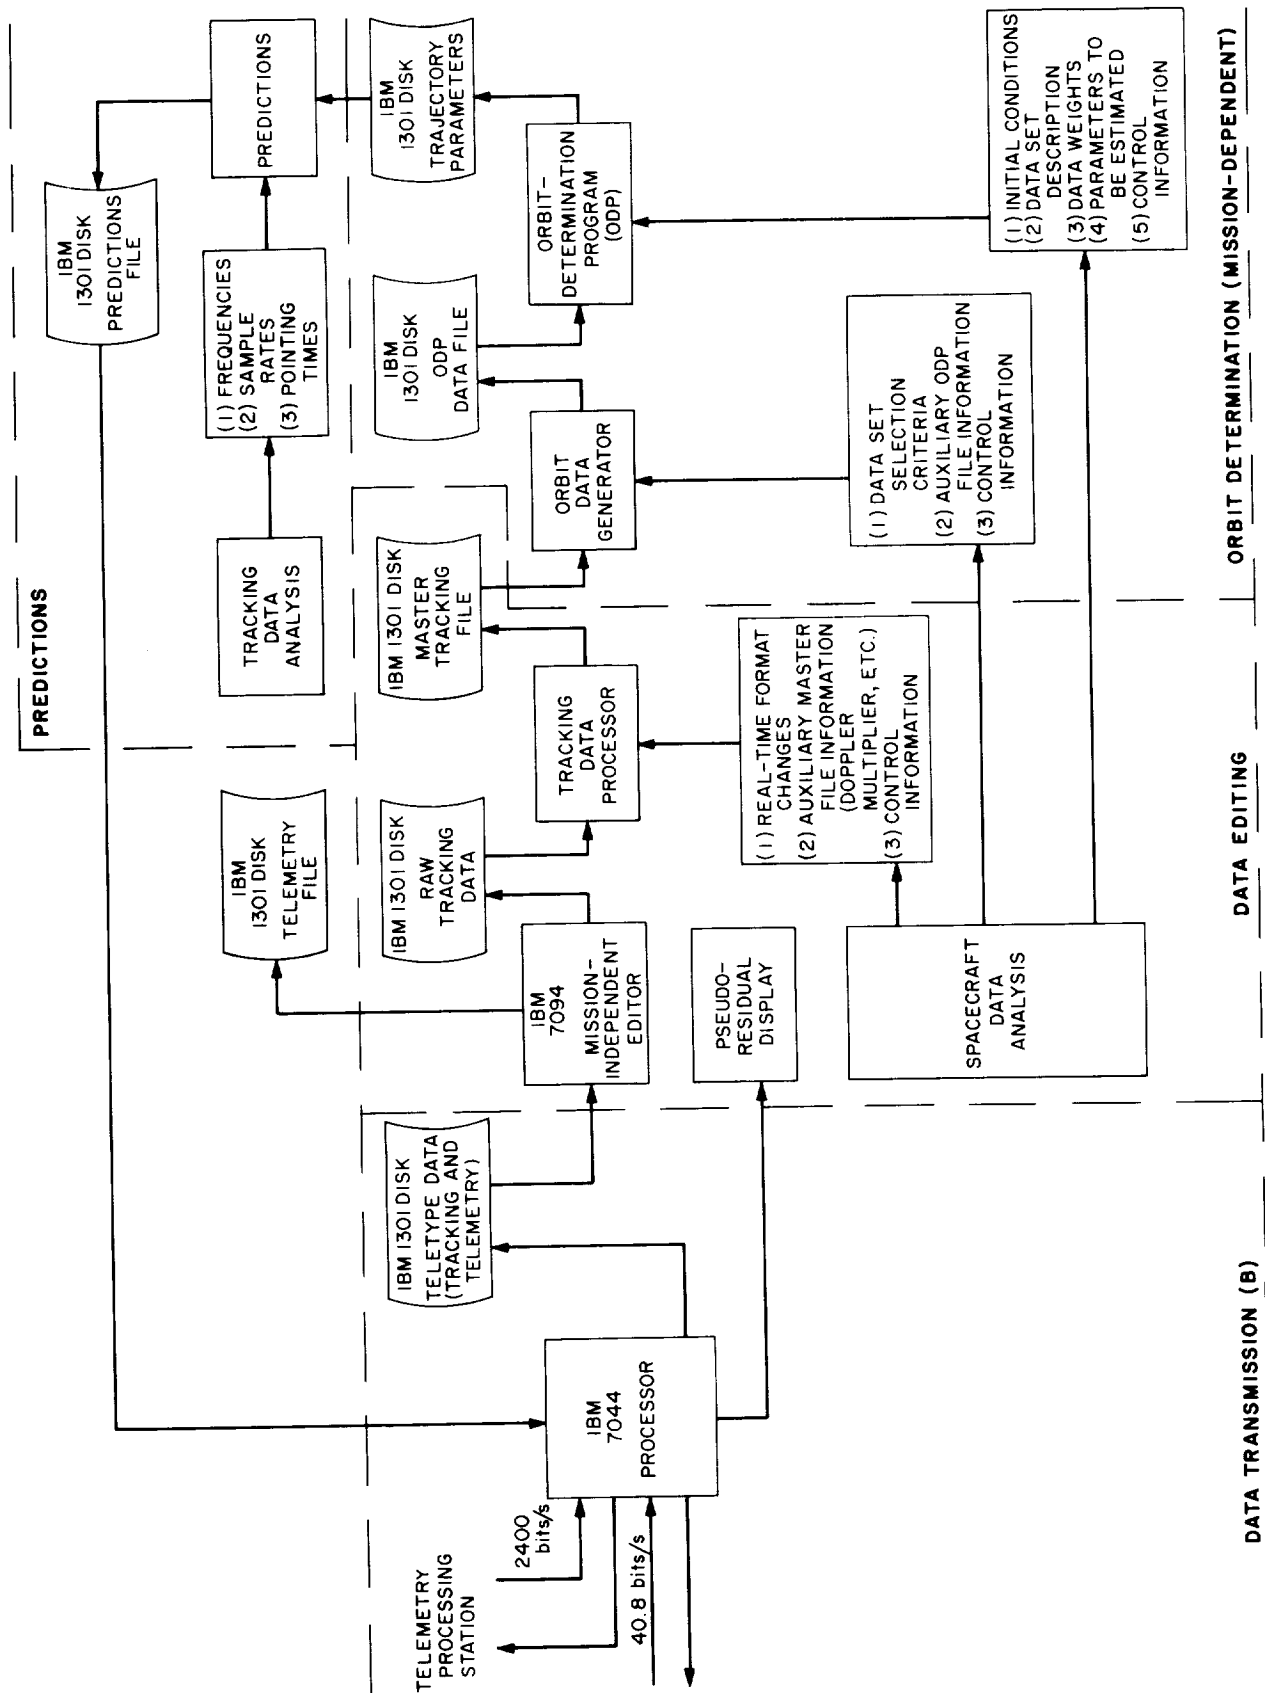 PREDICTIONS
IBM
1301 DISK
PREDICTIONS
FILE
PREDICTIONS
(1) FREQUENCIES
(2) SAMPLE
RATES
(3) POINTING
TIMES
TRACKING
DATA
ANALYSIS
IBM
1301 DISK
TELEMETRY
FILE
TELEMETRY
PROCESSING
STATION
2400
bits/s
40.8 bits/s
IBM
7044
PROCESSOR
IBM 1301 DISK
TELETYPE DATA
(TRACKING AND
TELEMETRY)
IBM
7094
MISSION-
INDEPENDENT
EDITOR
IBM 1301 DISK
RAW
TRACKING
DATA
TRACKING
DATA
PROCESSOR
IBM 1301 DISK
MASTER
TRACKING
FILE
ORBIT
DATA
GENERATOR
IBM
1301 DISK
ODP
DATA FILE
ORBIT-
DETERMINATION
PROGRAM
(ODP)
IBM
1301 DISK
TRAJECTORY
PARAMETERS
PSEUDO-
RESIDUAL
DISPLAY
SPACECRAFT
DATA
ANALYSIS
(1) REAL-TIME FORMAT
CHANGES
(2) AUXILIARY MASTER
FILE INFORMATION
(DOPPLER
MULTIPLIER, ETC.)
(3) CONTROL
INFORMATION
(1) DATA SET
SELECTION
CRITERIA
(2) AUXILIARY ODP
FILE INFORMATION
(3) CONTROL
INFORMATION
(1) INITIAL CONDITIONS
(2) DATA SET
DESCRIPTION
(3) DATA WEIGHTS
(4) PARAMETERS TO
BE ESTIMATED
(5) CONTROL
INFORMATION
DATA TRANSMISSION (B)
DATA EDITING
ORBIT DETERMINATION (MISSION-DEPENDENT)